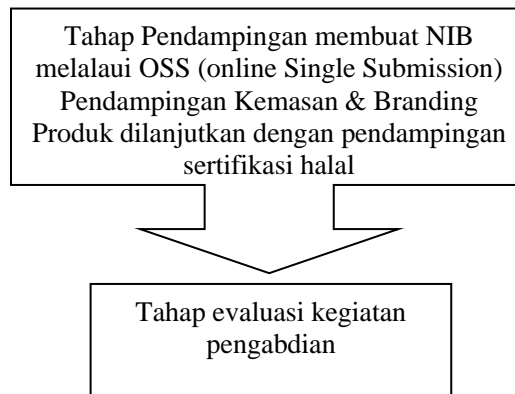 Tahap Pendampingan membuat NIB
melalaui OSS (online Single Submission)
Pendampingan Kemasan & Branding
Produk dilanjutkan dengan pendampingan
sertifikasi halal
Tahap evaluasi kegiatan
pengabdian